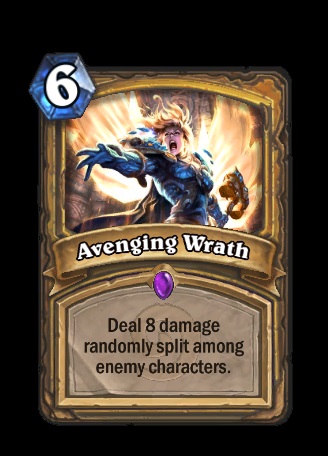 6
Avenging Wrath
Deal 8 damage
randomly split among
enemy characters.